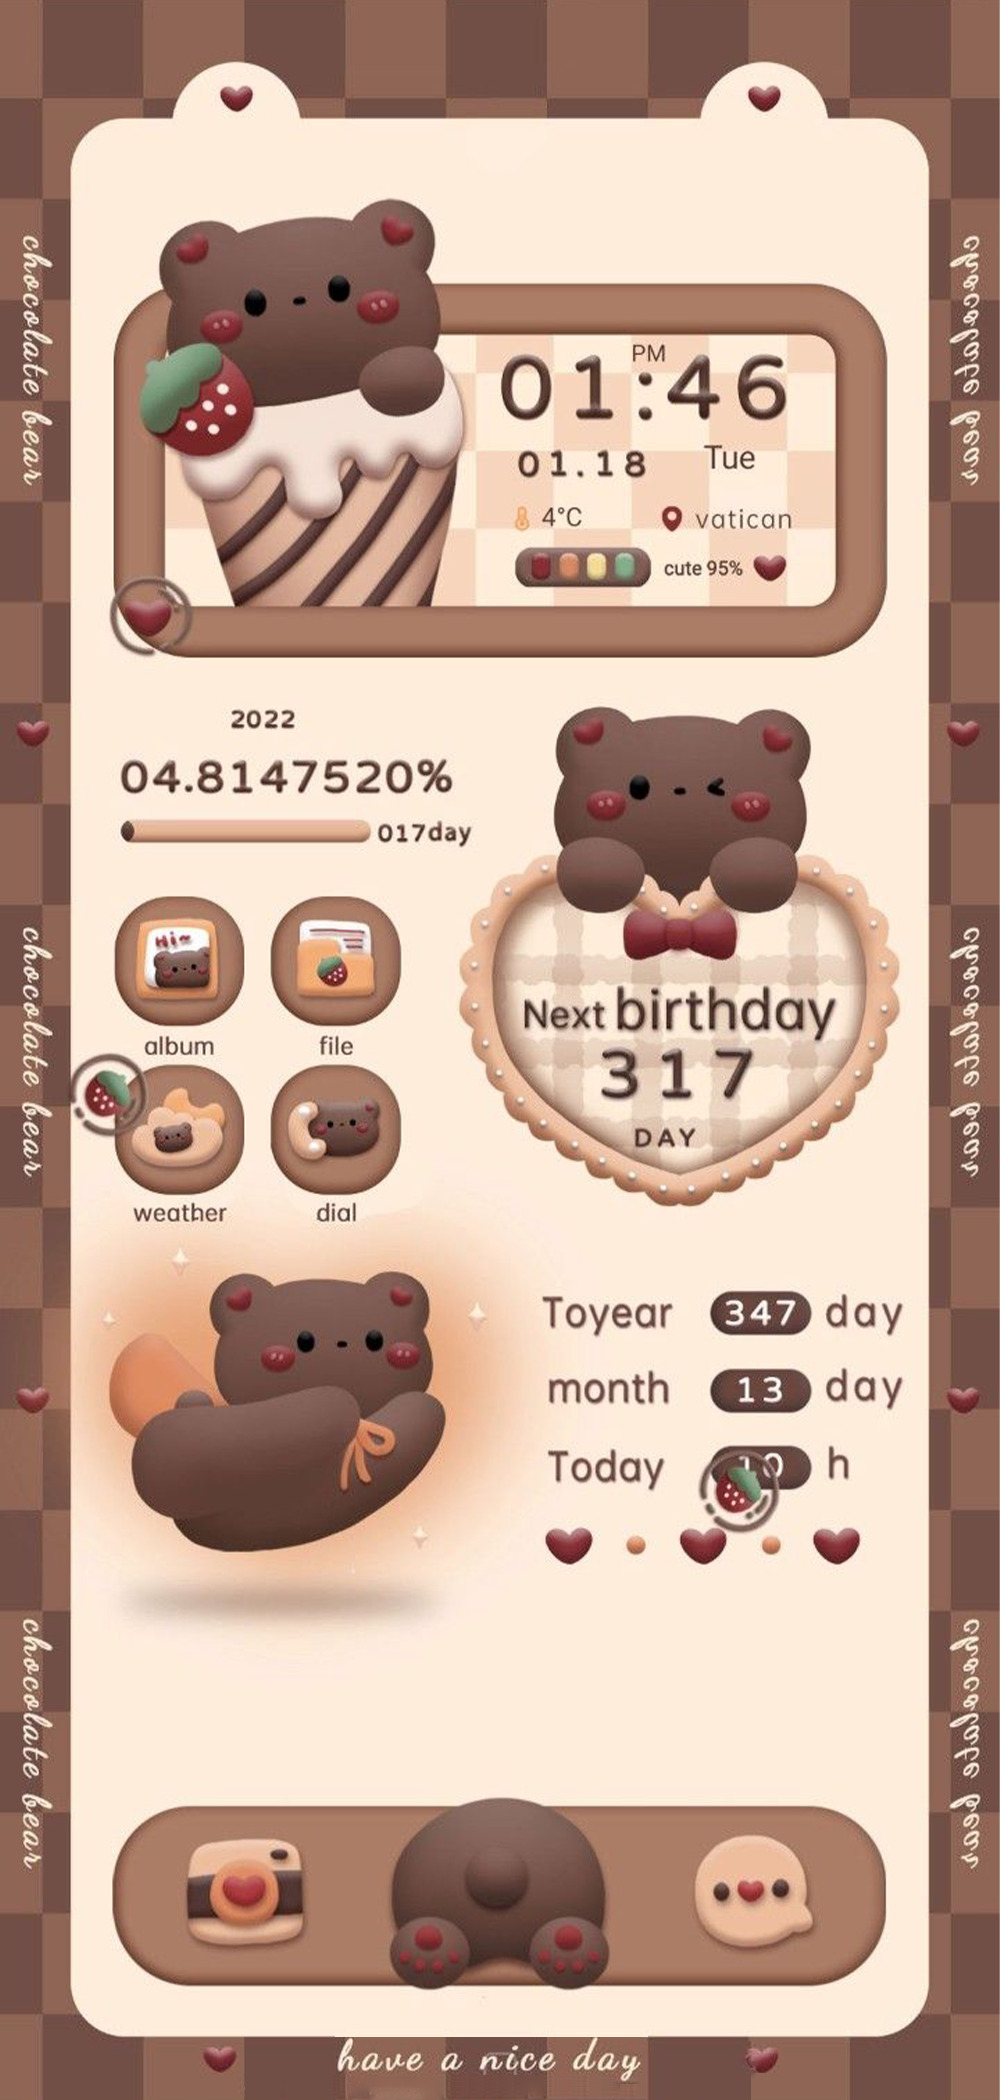 PM
01:46
01.18 Tue
4°C vatican
cute 95%
2022
04.8147520%
017day
Hi~
album file
weather dial
Next birthday
317
DAY
Toyear 347 day
month 13 day
Today 10 h
chocolate bear
chocolate bear
chocolate bear
chocolate bear
chocolate bear
chocolate bear
have a nice day